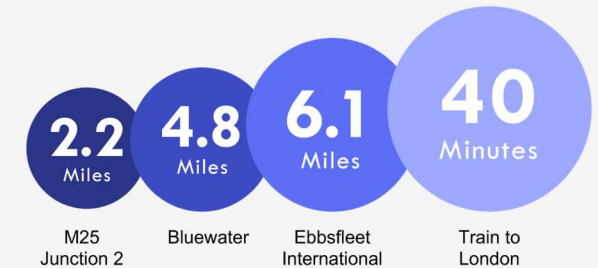 2.2
Miles
4.8
Miles
6.1
Miles
40
Minutes
M25
Junction 2
Bluewater
Ebbsfleet
International
Train to
London